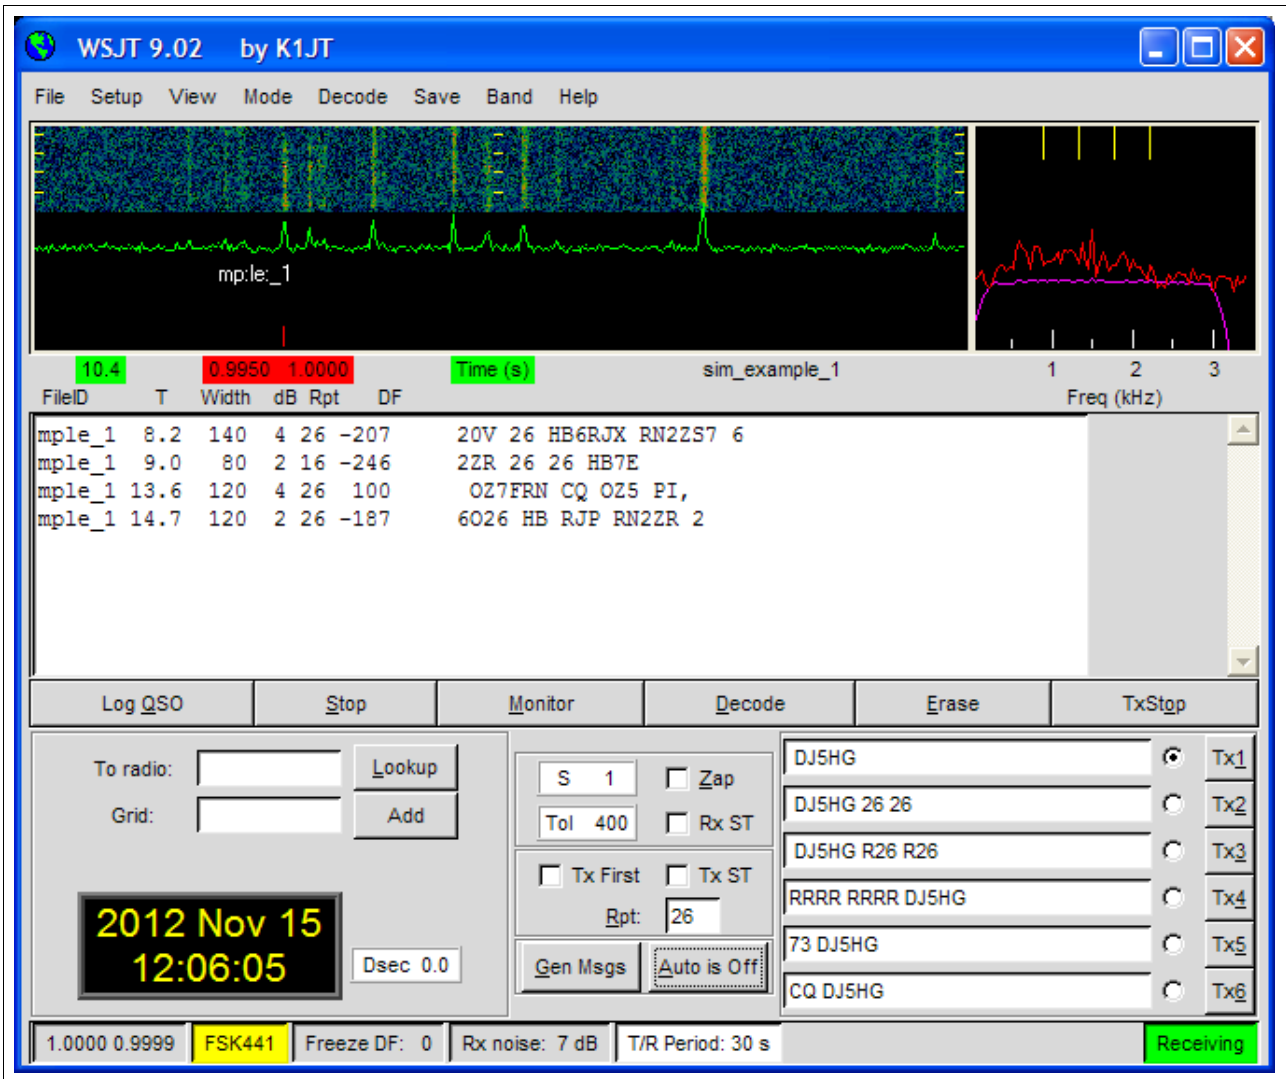 WSJT 9.02 by K1JT
File Setup View Mode Decode Save Band Help
mp:le:_1
10.4 0.9950 1.0000 Time (s) sim_example_1 1 2 3
FileID T Width dB Rpt DF Freq (kHz)
mple_1 8.2 140 4 26 -207 20V 26 HB6RJX RN2ZS7 6
mple_1 9.0 80 2 16 -246 2ZR 26 26 HB7E
mple_1 13.6 120 4 26 100 OZ7FRN CQ OZ5 PI,
mple_1 14.7 120 2 26 -187 6O26 HB RJP RN2ZR 2
Log QSO Stop Monitor Decode Erase TxStop
To radio: Lookup
Grid: Add
2012 Nov 15
12:06:05
Dsec 0.0
S 1 Zap
Tol 400 Rx ST
Tx First Tx ST
Rpt: 26
Gen Msgs Auto is Off
DJ5HG Tx1
DJ5HG 26 26 Tx2
DJ5HG R26 R26 Tx3
RRRR RRRR DJ5HG Tx4
73 DJ5HG Tx5
CQ DJ5HG Tx6
1.0000 0.9999 FSK441 Freeze DF: 0 Rx noise: 7 dB T/R Period: 30 s Receiving